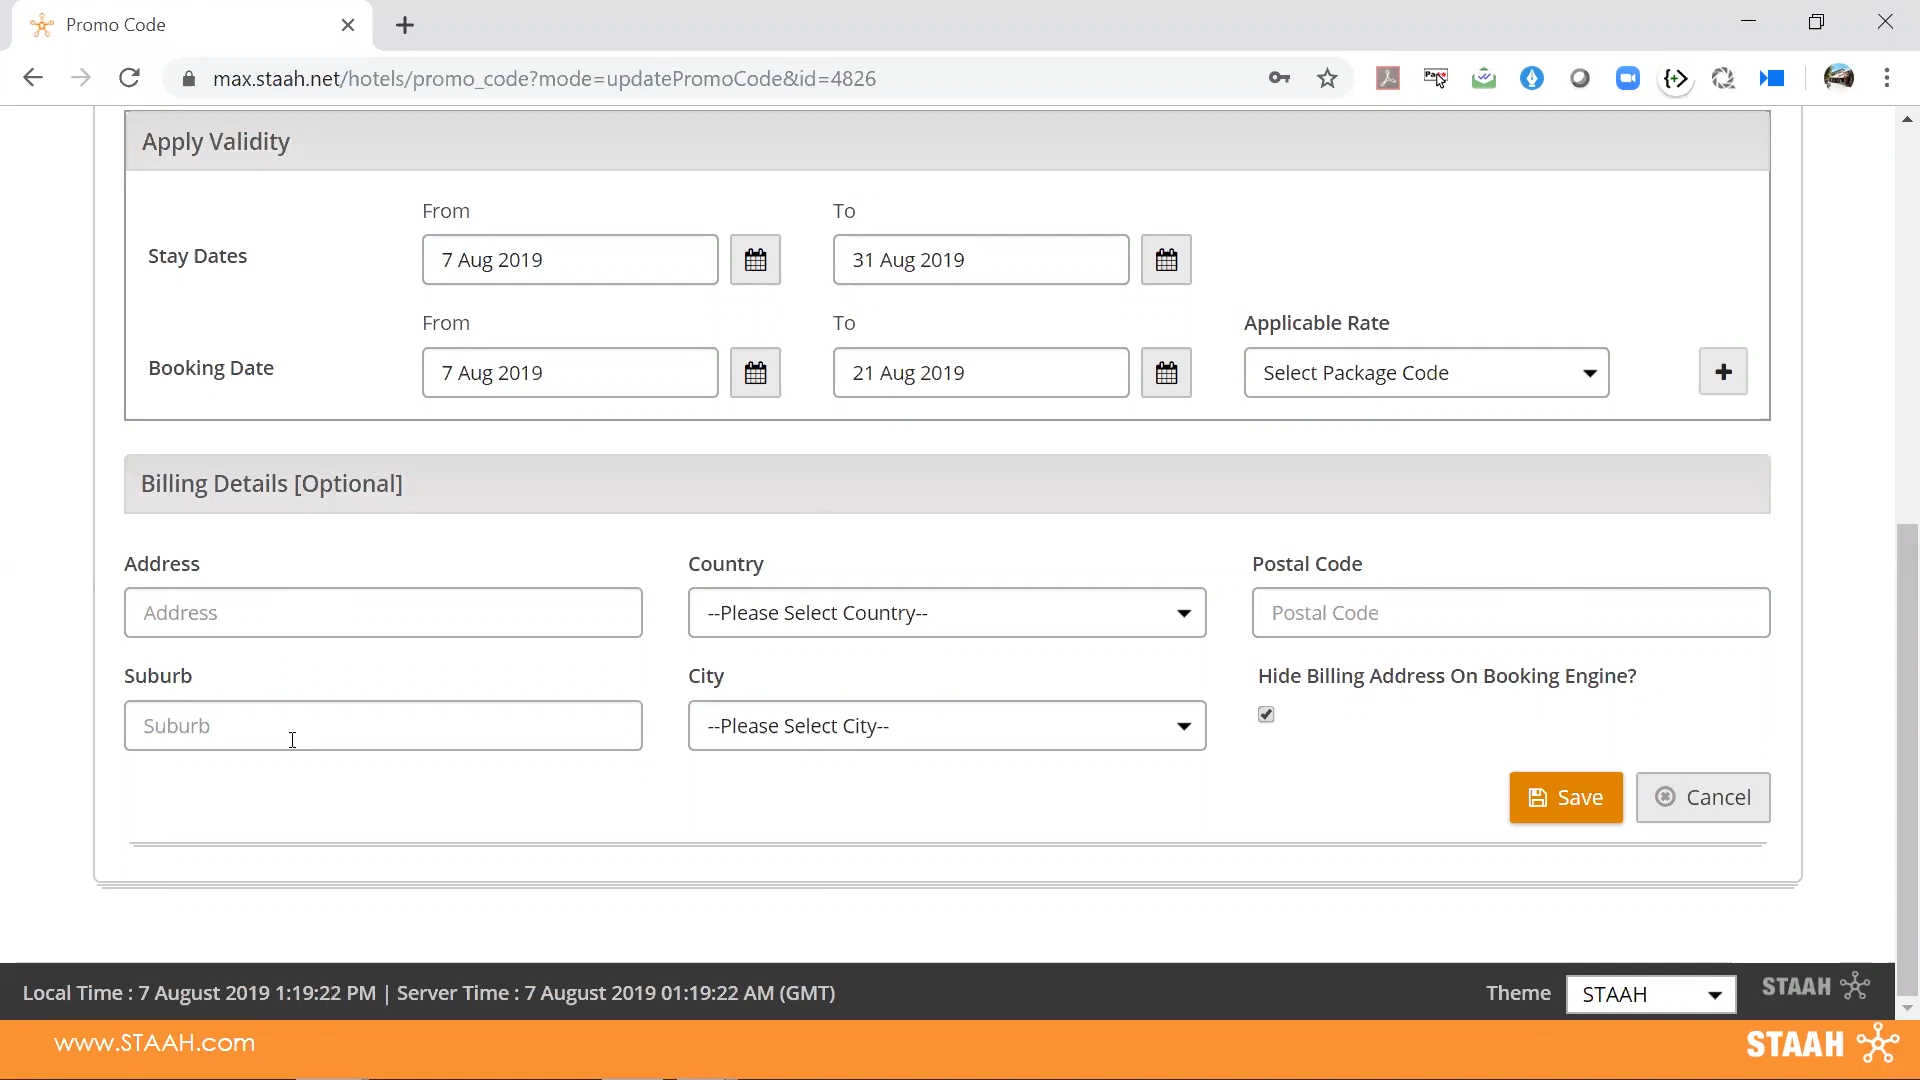 Promo Code
max.staah.net/hotels/promo_code?mode=updatePromoCode&id=4826
Apply Validity
From To
Stay Dates 7 Aug 2019 31 Aug 2019
From To Applicable Rate
Booking Date 7 Aug 2019 21 Aug 2019 Select Package Code
Billing Details [Optional]
Address Country Postal Code
Address --Please Select Country-- Postal Code
Suburb City Hide Billing Address On Booking Engine?
Suburb --Please Select City--
Save Cancel
Local Time : 7 August 2019 1:19:22 PM | Server Time : 7 August 2019 01:19:22 AM (GMT) Theme STAAH STAAH
www.STAAH.com STAAH